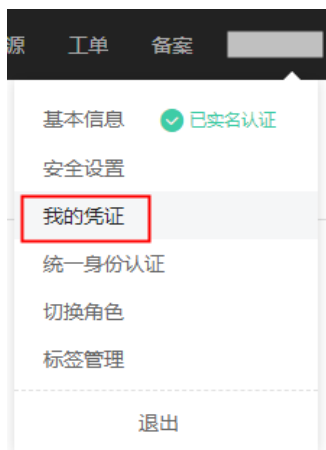 源 工单 备案
基本信息 已实名认证
安全设置
我的凭证
统一身份认证
切换角色
标签管理
退出